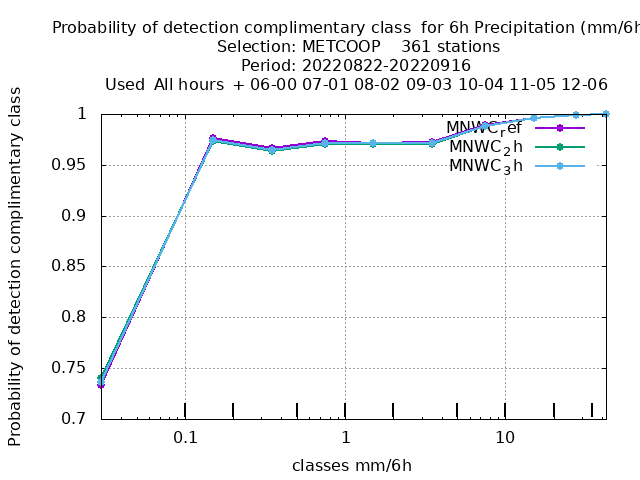 Probability of detection complimentary class  for 6h Precipitation (mm/6h
Selection: METCOOP    361 stations
Period: 20220822-20220916
Used  All hours  + 06-00 07-01 08-02 09-03 10-04 11-05 12-06
Probability of detection complimentary class
1
0.95
0.9
0.85
0.8
0.75
0.7
MNWCref
MNWC2h
MNWC3h
0.1
1
10
classes mm/6h